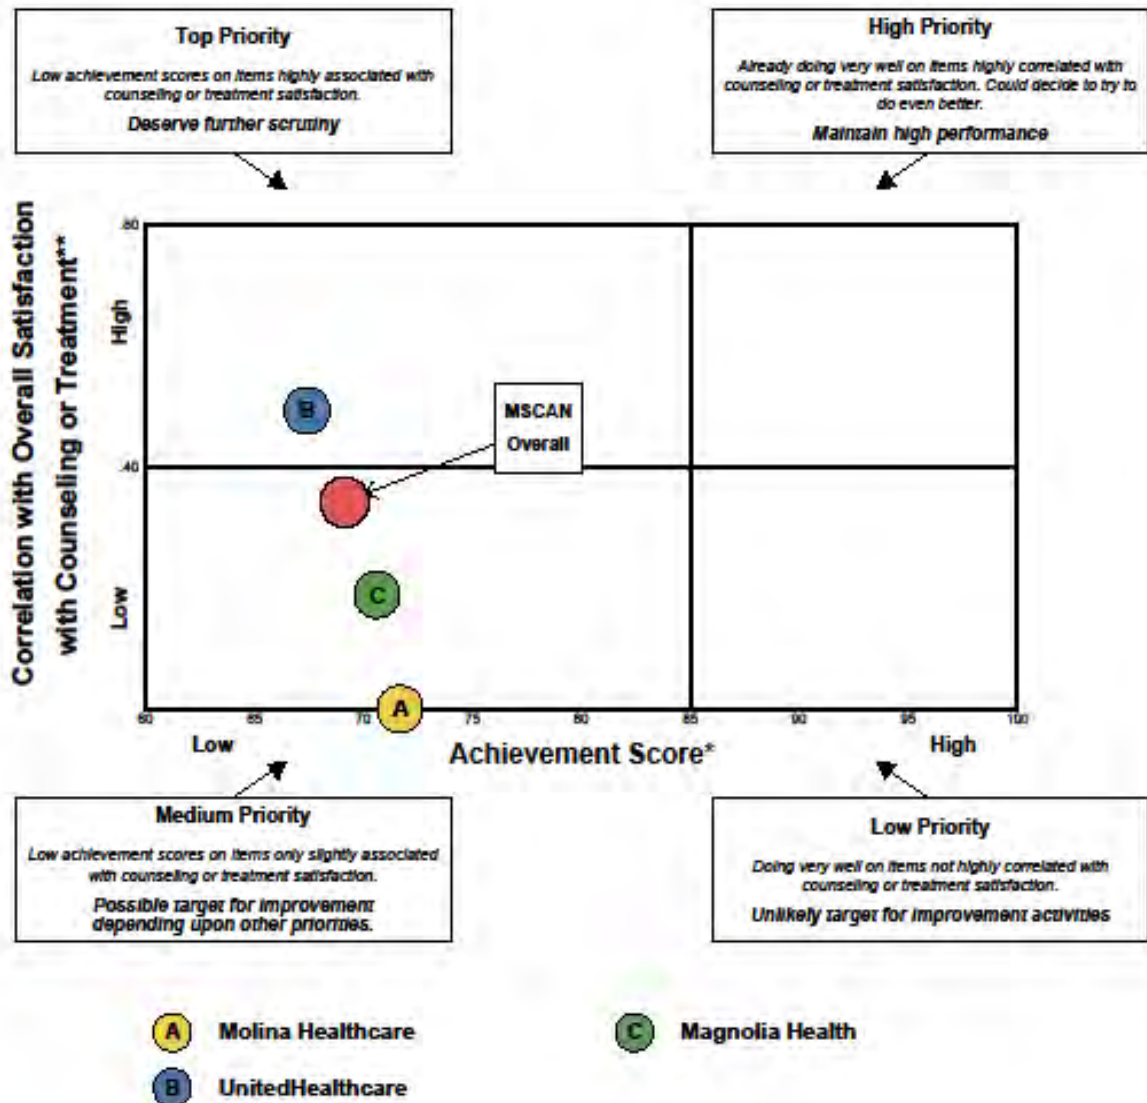 Top Priority
Low achievement scores on items highly associated with
counseling or treatment satisfaction.
Deserve further scrutiny
High Priority
Already doing very well on items highly correlated with
counseling or treatment satisfaction. Could decide to try to
do even better.
Maintain high performance
Correlation with Overall Satisfaction
with Counseling or Treatment**
.80
High
.40
Low
B
MSCAN
Overall
C
A
60 65 70 75 80 85 90 95 100
Low
Achievement Score*
High
Medium Priority
Low achievement scores on items only slightly associated
with counseling or treatment satisfaction.
Possible target for improvement
depending upon other priorities.
Low Priority
Doing very well on items not highly correlated with
counseling or treatment satisfaction.
Unlikely target for improvement activities
A Molina Healthcare
C Magnolia Health
B UnitedHealthcare